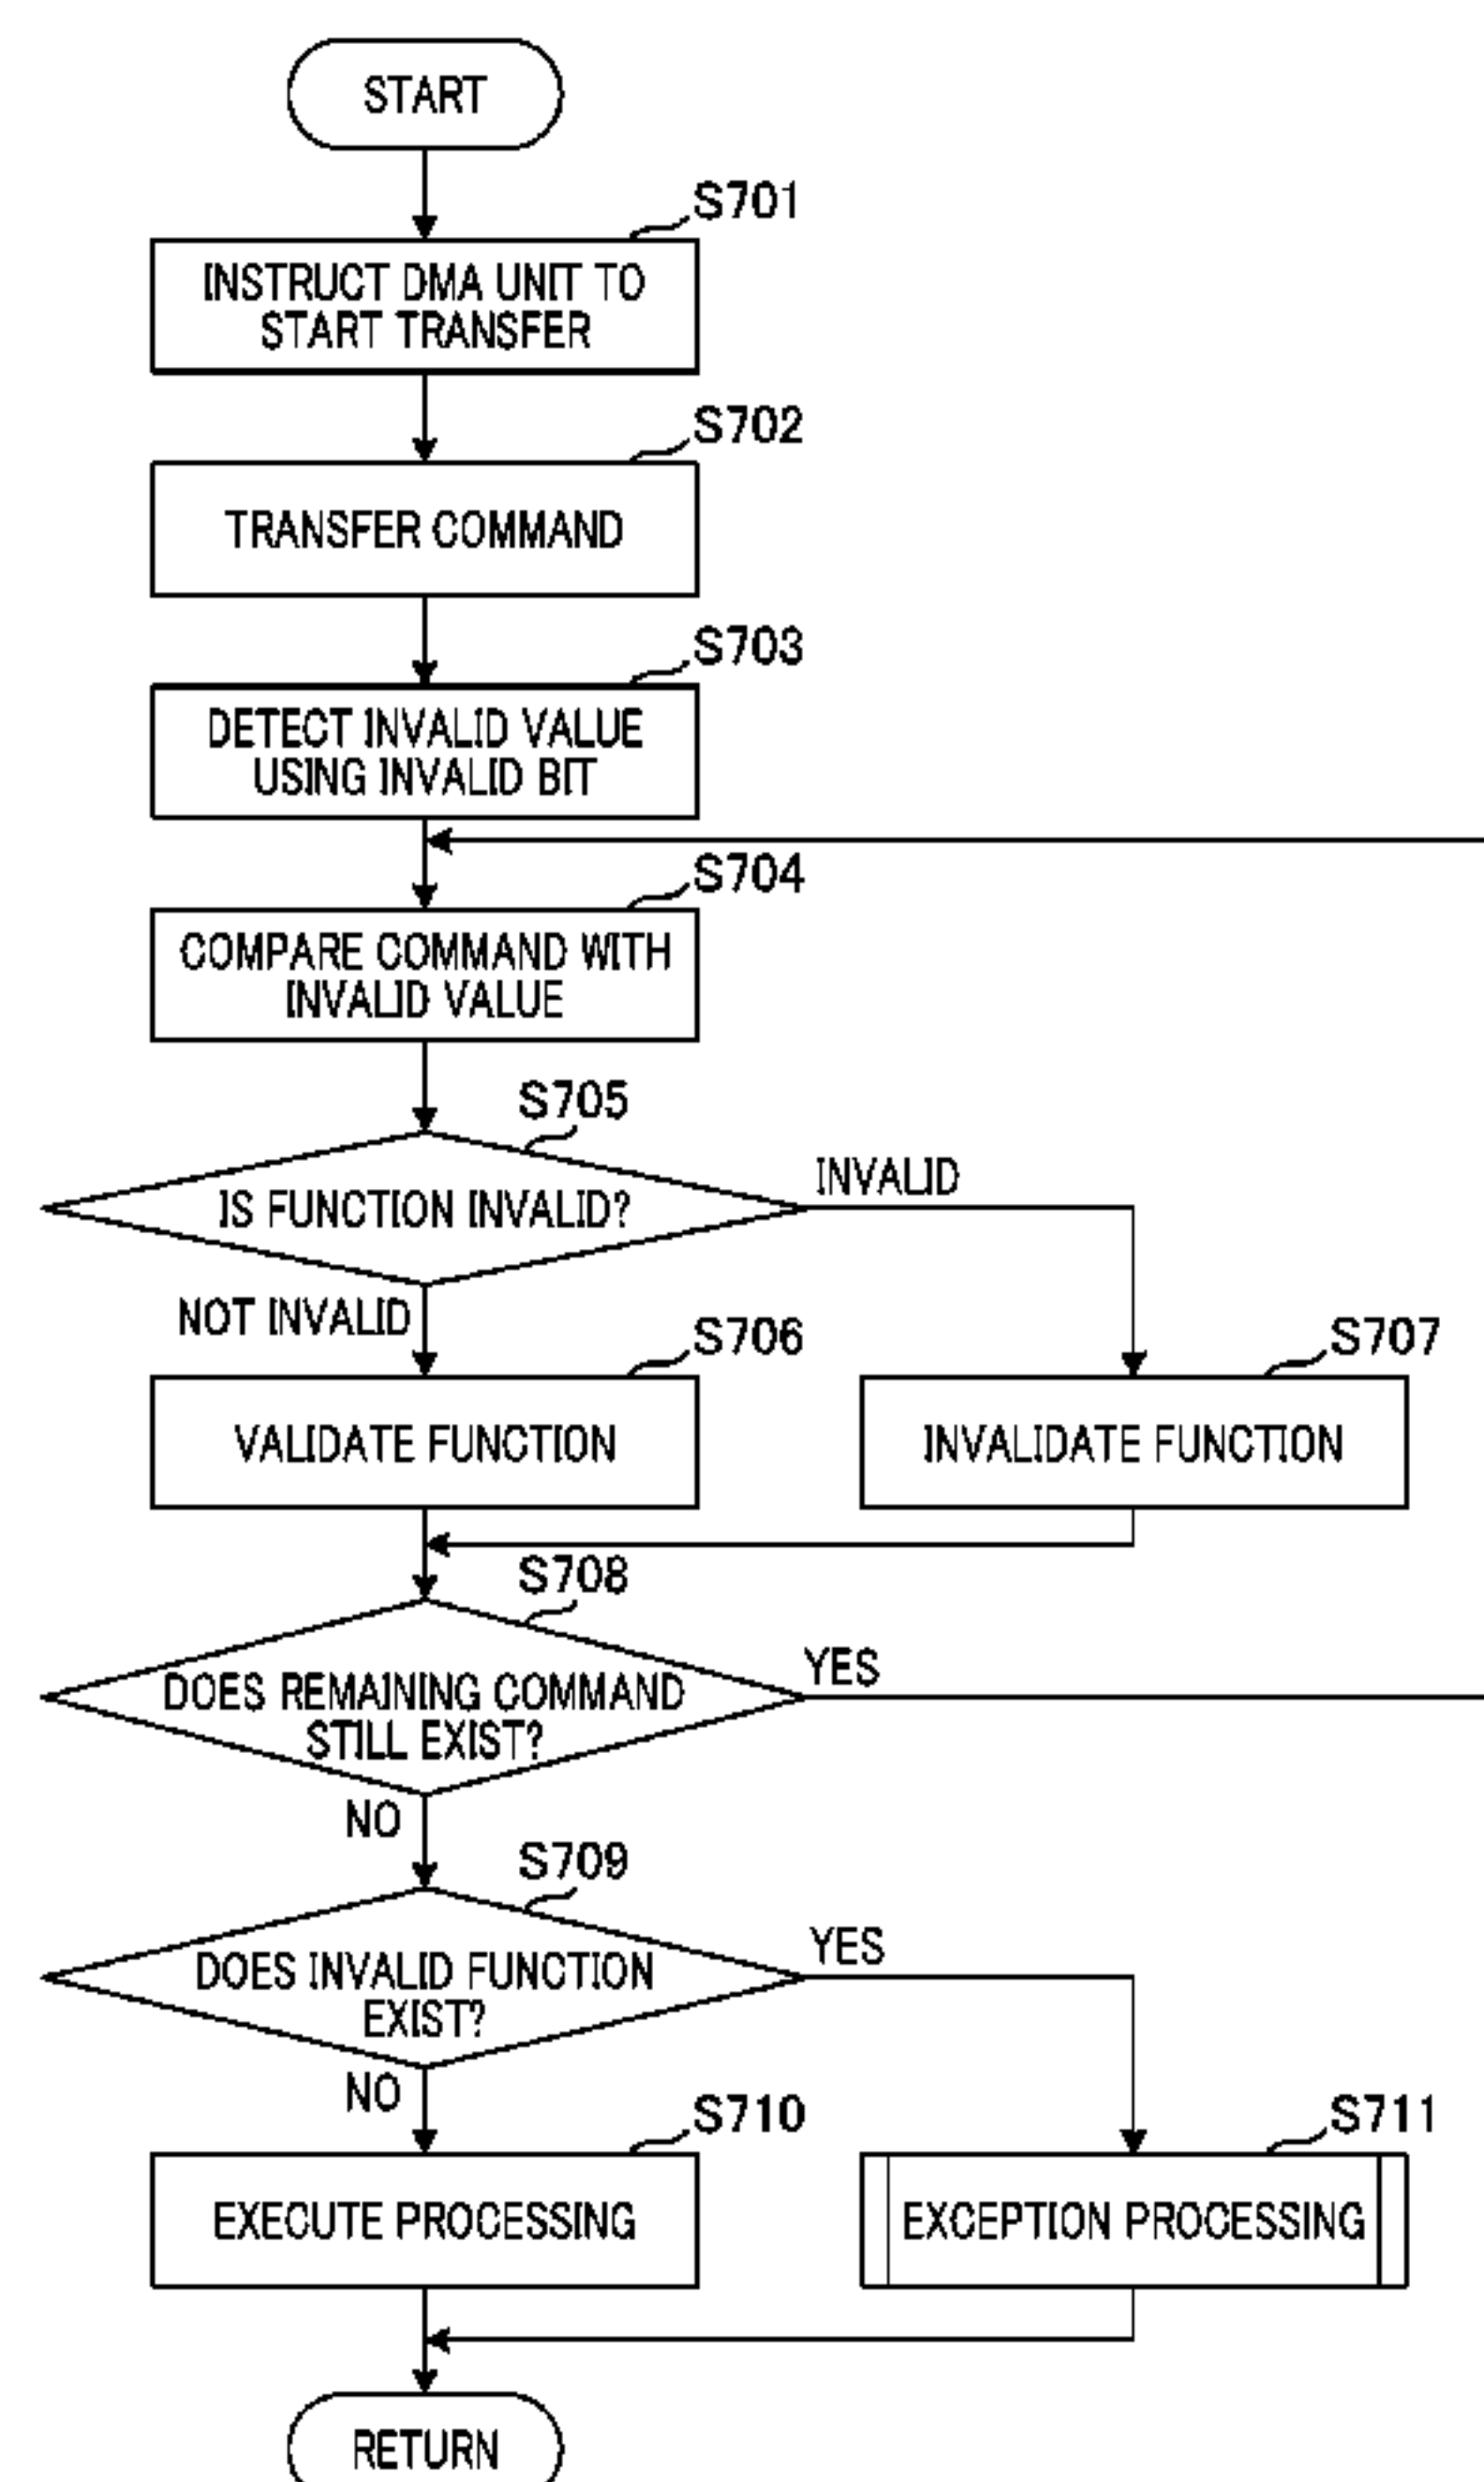 START
S701
INSTRUCT DMA UNIT TO
START TRANSFER
S702
TRANSFER COMMAND
S703
DETECT INVALID VALUE
USING INVALID BIT
S704
COMPARE COMMAND WITH
INVALID VALUE
S705
IS FUNCTION INVALID?
INVALID
NOT INVALID
S706
VALIDATE FUNCTION
S707
INVALIDATE FUNCTION
S708
DOES REMAINING COMMAND
STILL EXIST?
YES
NO
S709
DOES INVALID FUNCTION
EXIST?
YES
NO
S710
EXECUTE PROCESSING
S711
EXCEPTION PROCESSING
RETURN